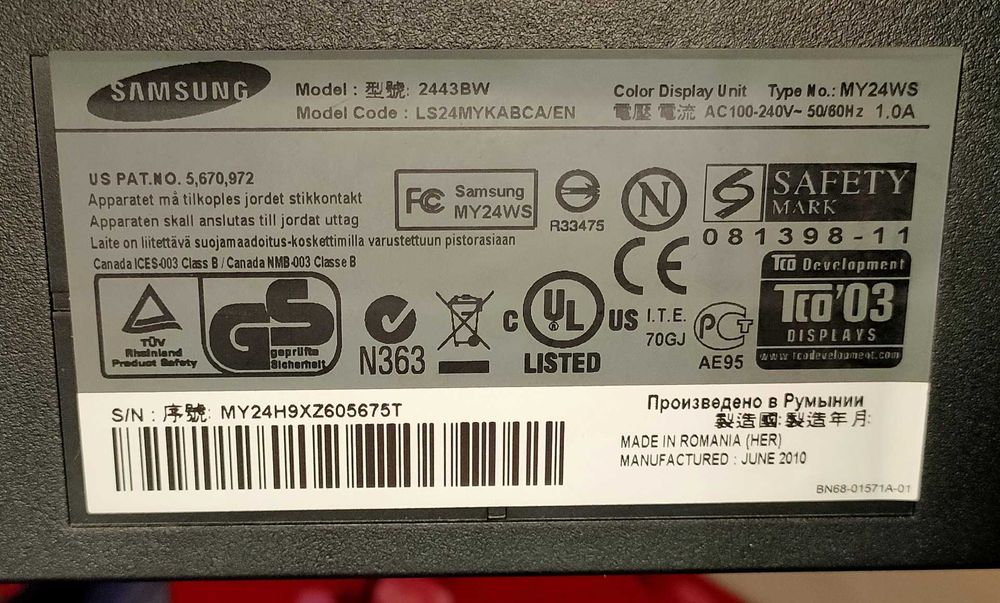 SAMSUNG
Model : 型號: 2443BW
Model Code : LS24MYKABCA/EN
Color Display Unit Type No.: MY24WS
電壓 電流 AC100-240V~ 50/60Hz 1.0A
US PAT.NO. 5,670,972
Apparatet må tilkoples jordet stikkontakt
Apparaten skall anslutas till jordat uttag
Laite on liitettävä suojamaadoitus-koskettimilla varustettuun pistorasiaan
Canada ICES-003 Class B / Canada NMB-003 Classe B
FC Samsung
MY24WS
R33475
N
S SAFETY
MARK
081398-11
CE
TCO Development
TCO'03
DISPLAYS
www.tcodevelopment.com
TÜV
Rheinland
Product Safety
GS
geprüfte
Sicherheit
N363
C UL US
®
LISTED
I.T.E.
70GJ
PCT
AE95
S/N : 序號: MY24H9XZ605675T
Произведено в Румынии
製造國: 製造年月:
MADE IN ROMANIA (HER)
MANUFACTURED : JUNE 2010
BN68-01571A-01